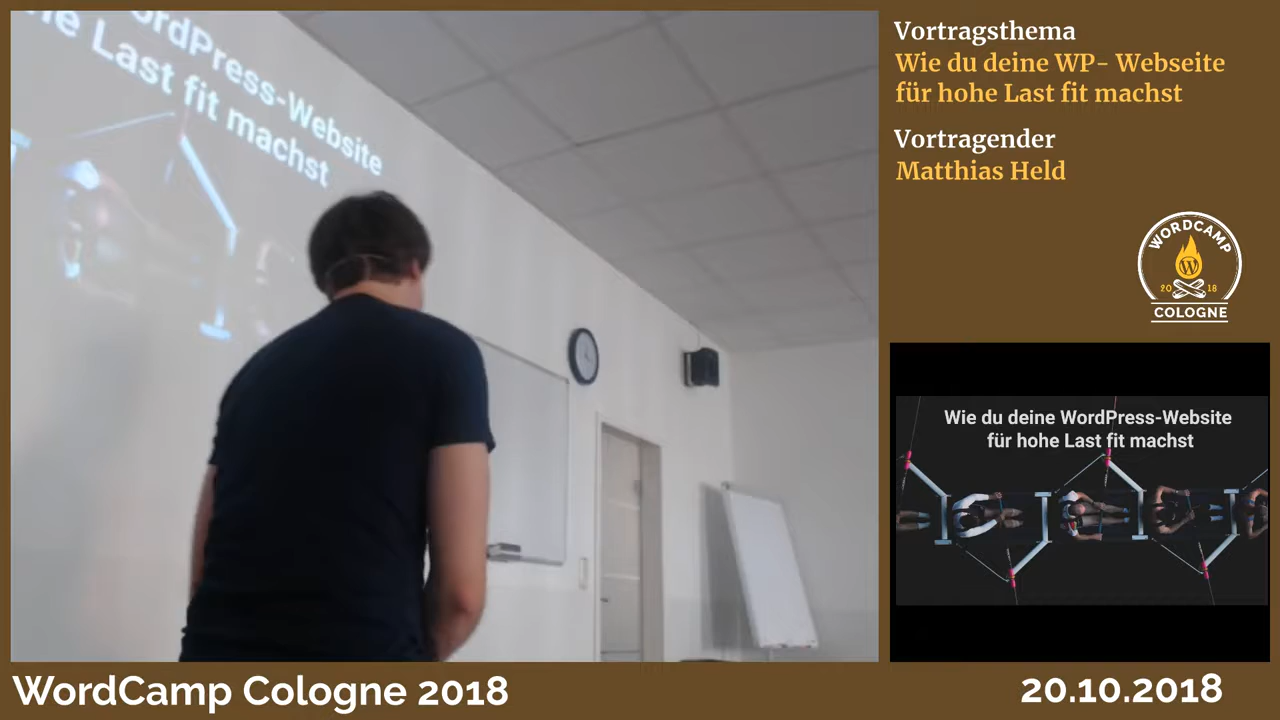 ordPress-Website
Last fit machst
Vortragsthema
Wie du deine WP- Webseite
für hohe Last fit machst
Vortragender
Matthias Held
WORDCAMP
20 18
COLOGNE
Wie du deine WordPress-Website
für hohe Last fit machst
WordCamp Cologne 2018
20.10.2018